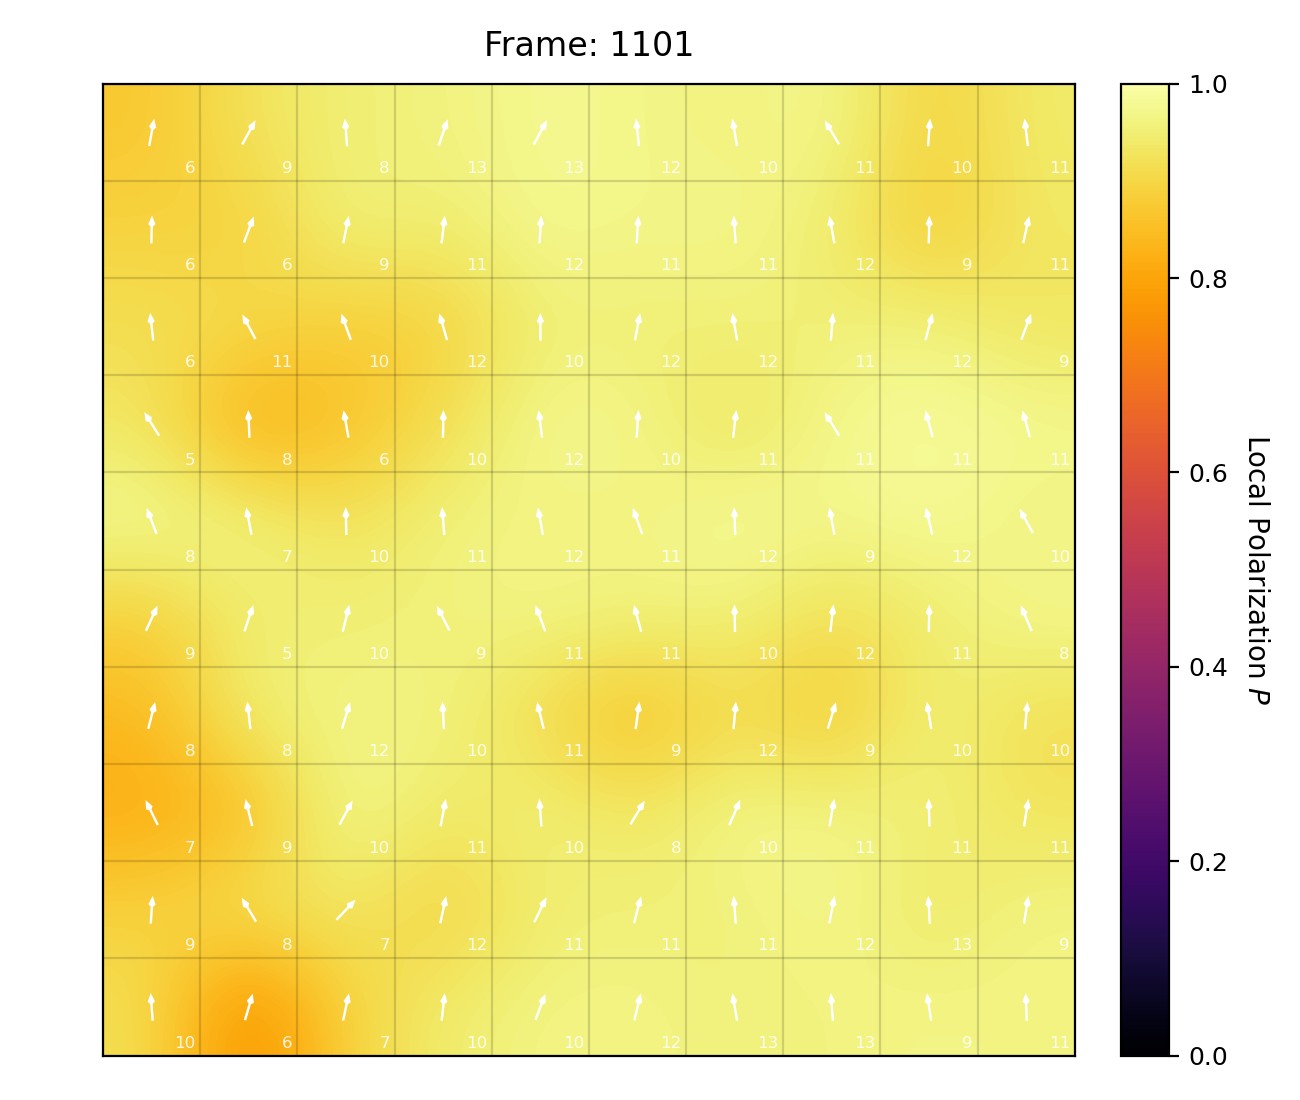 Frame: 1101
6 9 8 13 13 12 10 11 10 11
6 6 9 11 12 11 11 12 9 11
6 11 10 12 10 12 12 11 12 9
5 8 6 10 12 10 11 11 11 11
8 7 10 11 12 11 12 9 12 10
9 5 10 9 11 11 10 12 11 8
8 8 12 10 11 9 12 9 10 10
7 9 10 11 10 8 10 11 11 11
9 8 7 12 11 11 11 12 13 9
10 6 7 10 10 12 13 13 9 11
1.0
0.8
0.6
0.4
0.2
0.0
Local Polarization P